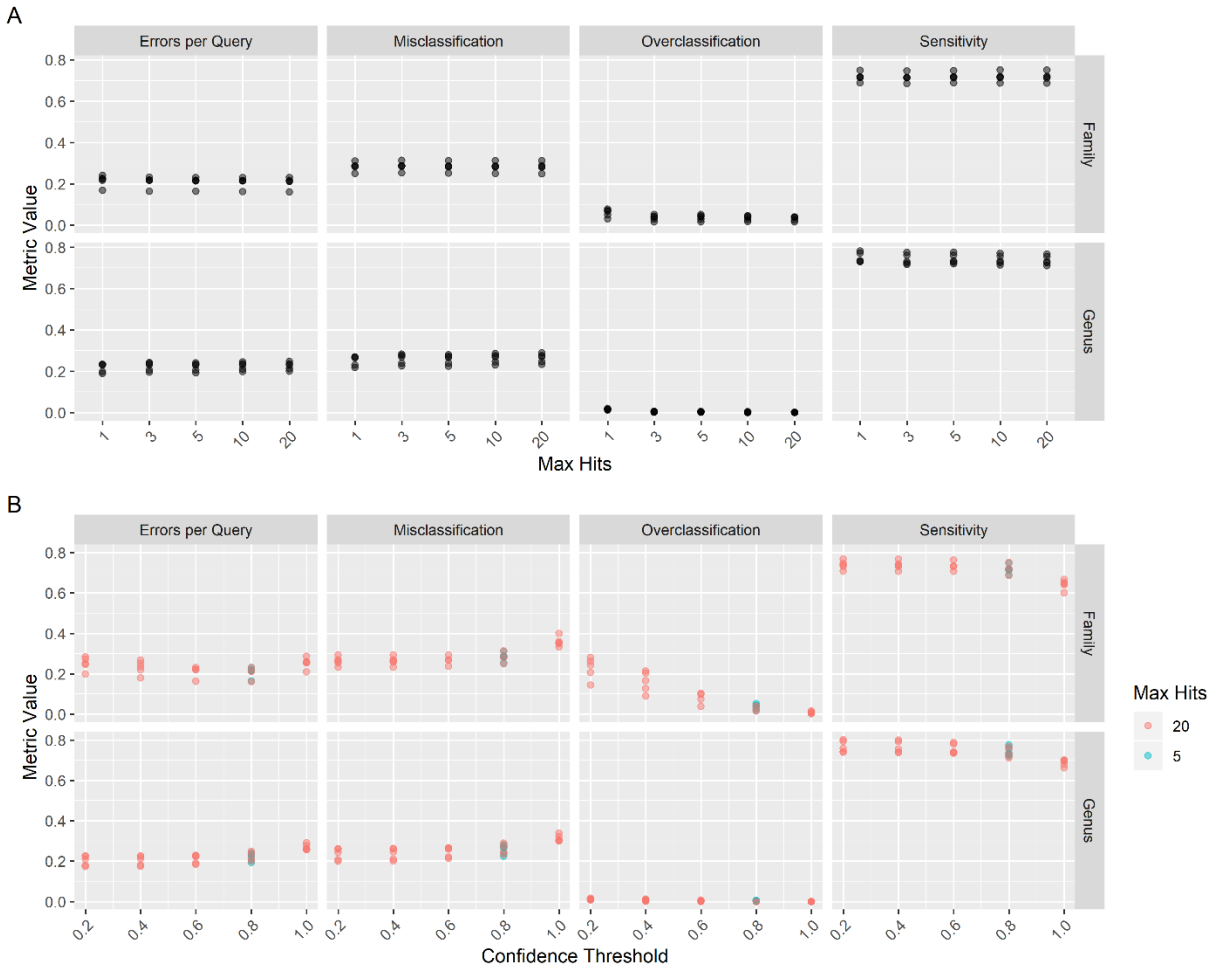 A
Errors per Query Misclassification Overclassification Sensitivity
0.8
0.6
0.4
0.2
0.0
Family
0.8
0.6
0.4
0.2
0.0
Genus
Metric Value
1 3 5 10 20 1 3 5 10 20 1 3 5 10 20 1 3 5 10 20
Max Hits
B
Errors per Query Misclassification Overclassification Sensitivity
0.8
0.6
0.4
0.2
0.0
Family
0.8
0.6
0.4
0.2
0.0
Genus
Metric Value
0.2 0.4 0.6 0.8 1.0 0.2 0.4 0.6 0.8 1.0 0.2 0.4 0.6 0.8 1.0 0.2 0.4 0.6 0.8 1.0
Confidence Threshold
Max Hits
20
5